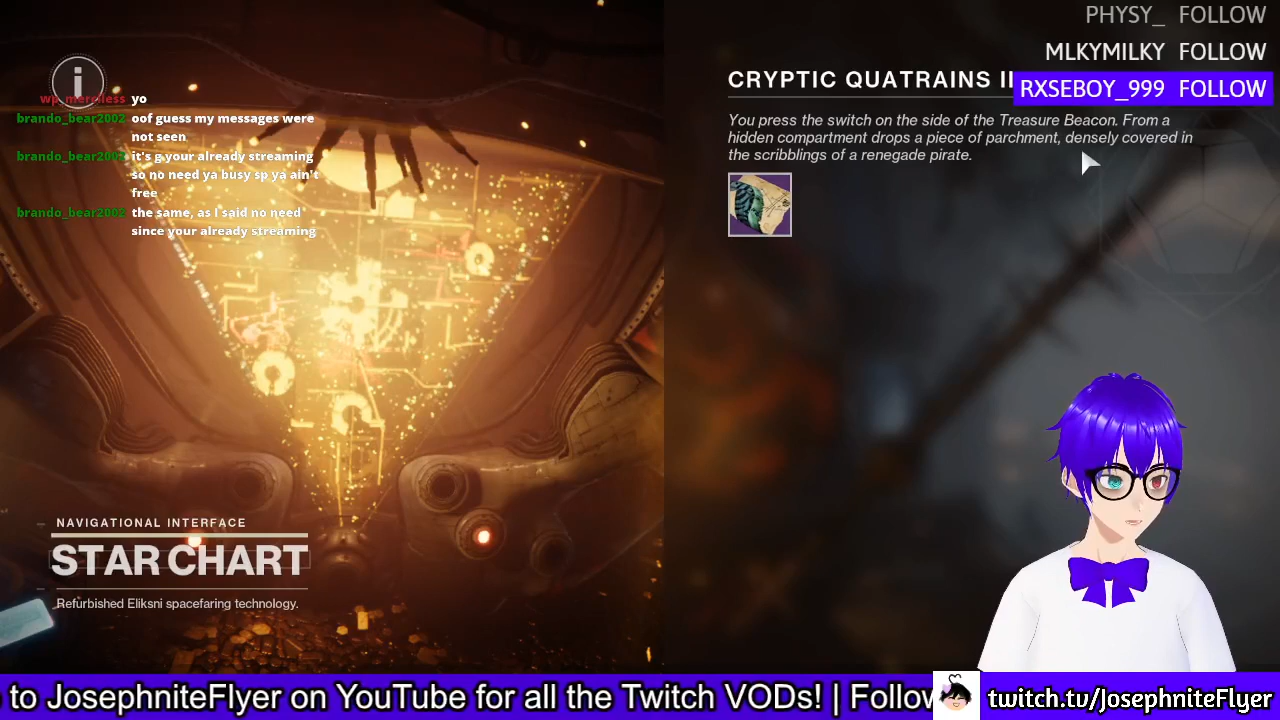 PHYSY_ FOLLOW
MLKYMILKY FOLLOW
RXSEBOY_999 FOLLOW
wp_merciless yo
brando_bear2002 oof guess my messages were
not seen
brando_bear2002 it's g your already streaming
so no need ya busy sp ya ain't
free
brando_bear2002 the same, as I said no need
since your already streaming
CRYPTIC QUATRAINS II
You press the switch on the side of the Treasure Beacon. From a
hidden compartment drops a piece of parchment, densely covered in
the scribblings of a renegade pirate.
NAVIGATIONAL INTERFACE
STAR CHART
Refurbished Eliksni spacefaring technology.
to JosephniteFlyer on YouTube for all the Twitch VODs! | Follow
twitch.tv/JosephniteFlyer